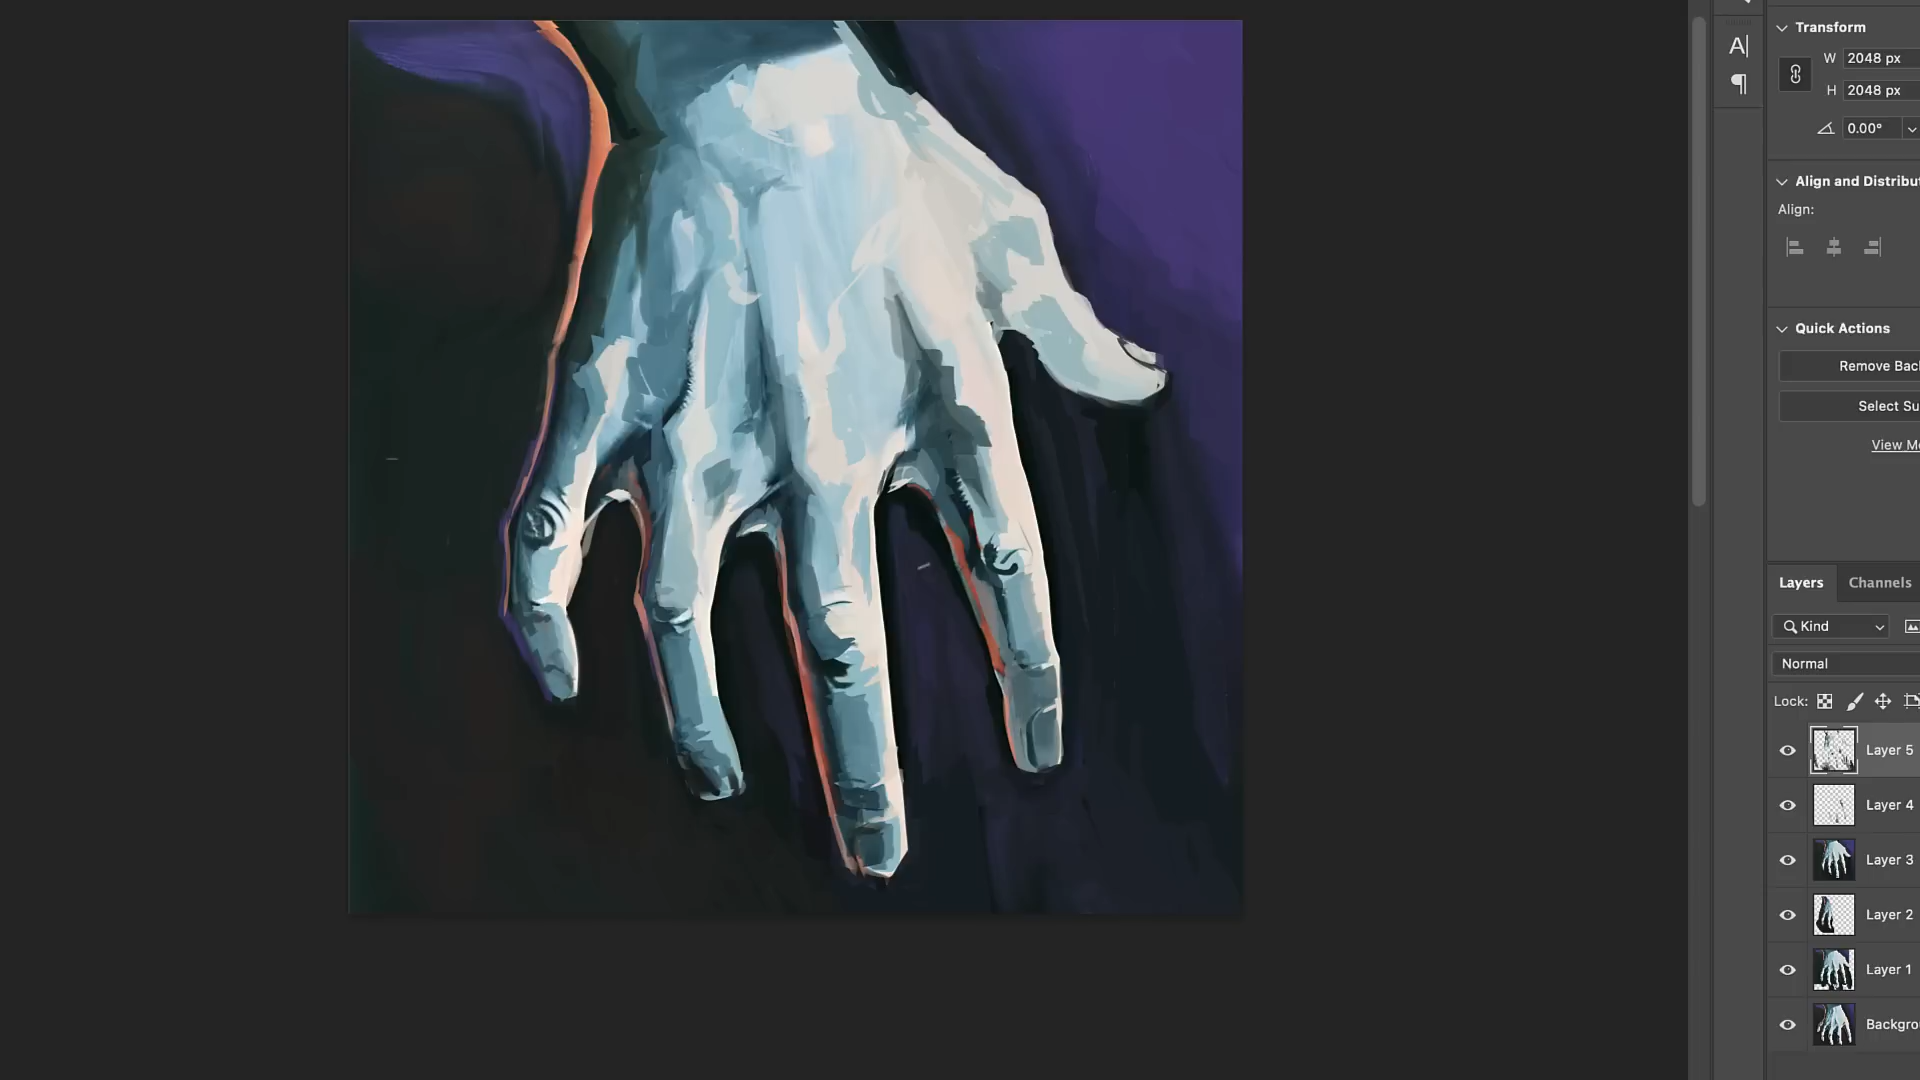 Transform
W 2048 px
H 2048 px
0.00°
Align and Distribut
Align:
Quick Actions
Remove Bac
Select Su
View Mo
Layers Channels
Kind
Normal
Lock:
Layer 5
Layer 4
Layer 3
Layer 2
Layer 1
Backgro